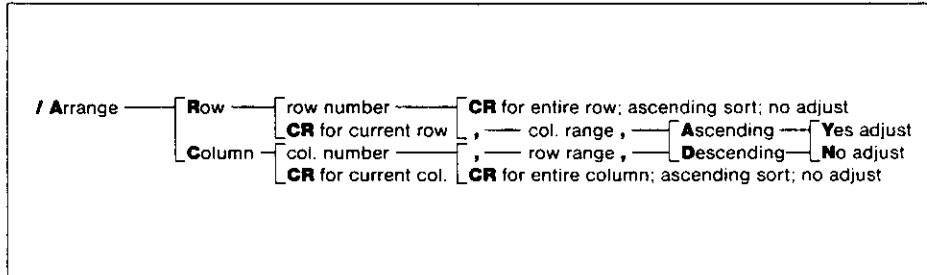 / Arrange Row row number CR for entire row; ascending sort; no adjust
CR for current row , col. range , Ascending Yes adjust
Column col. number , row range , Descending No adjust
CR for current col. CR for entire column; ascending sort; no adjust